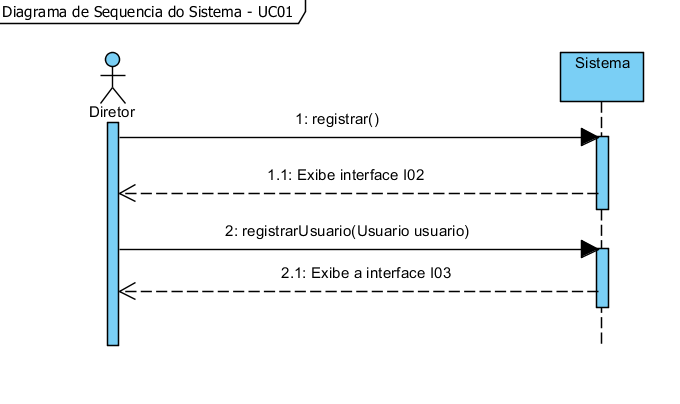 Diagrama de Sequencia do Sistema - UC01
Sistema
Diretor
1: registrar()
1.1: Exibe interface I02
2: registrarUsuario(Usuario usuario)
2.1: Exibe a interface I03